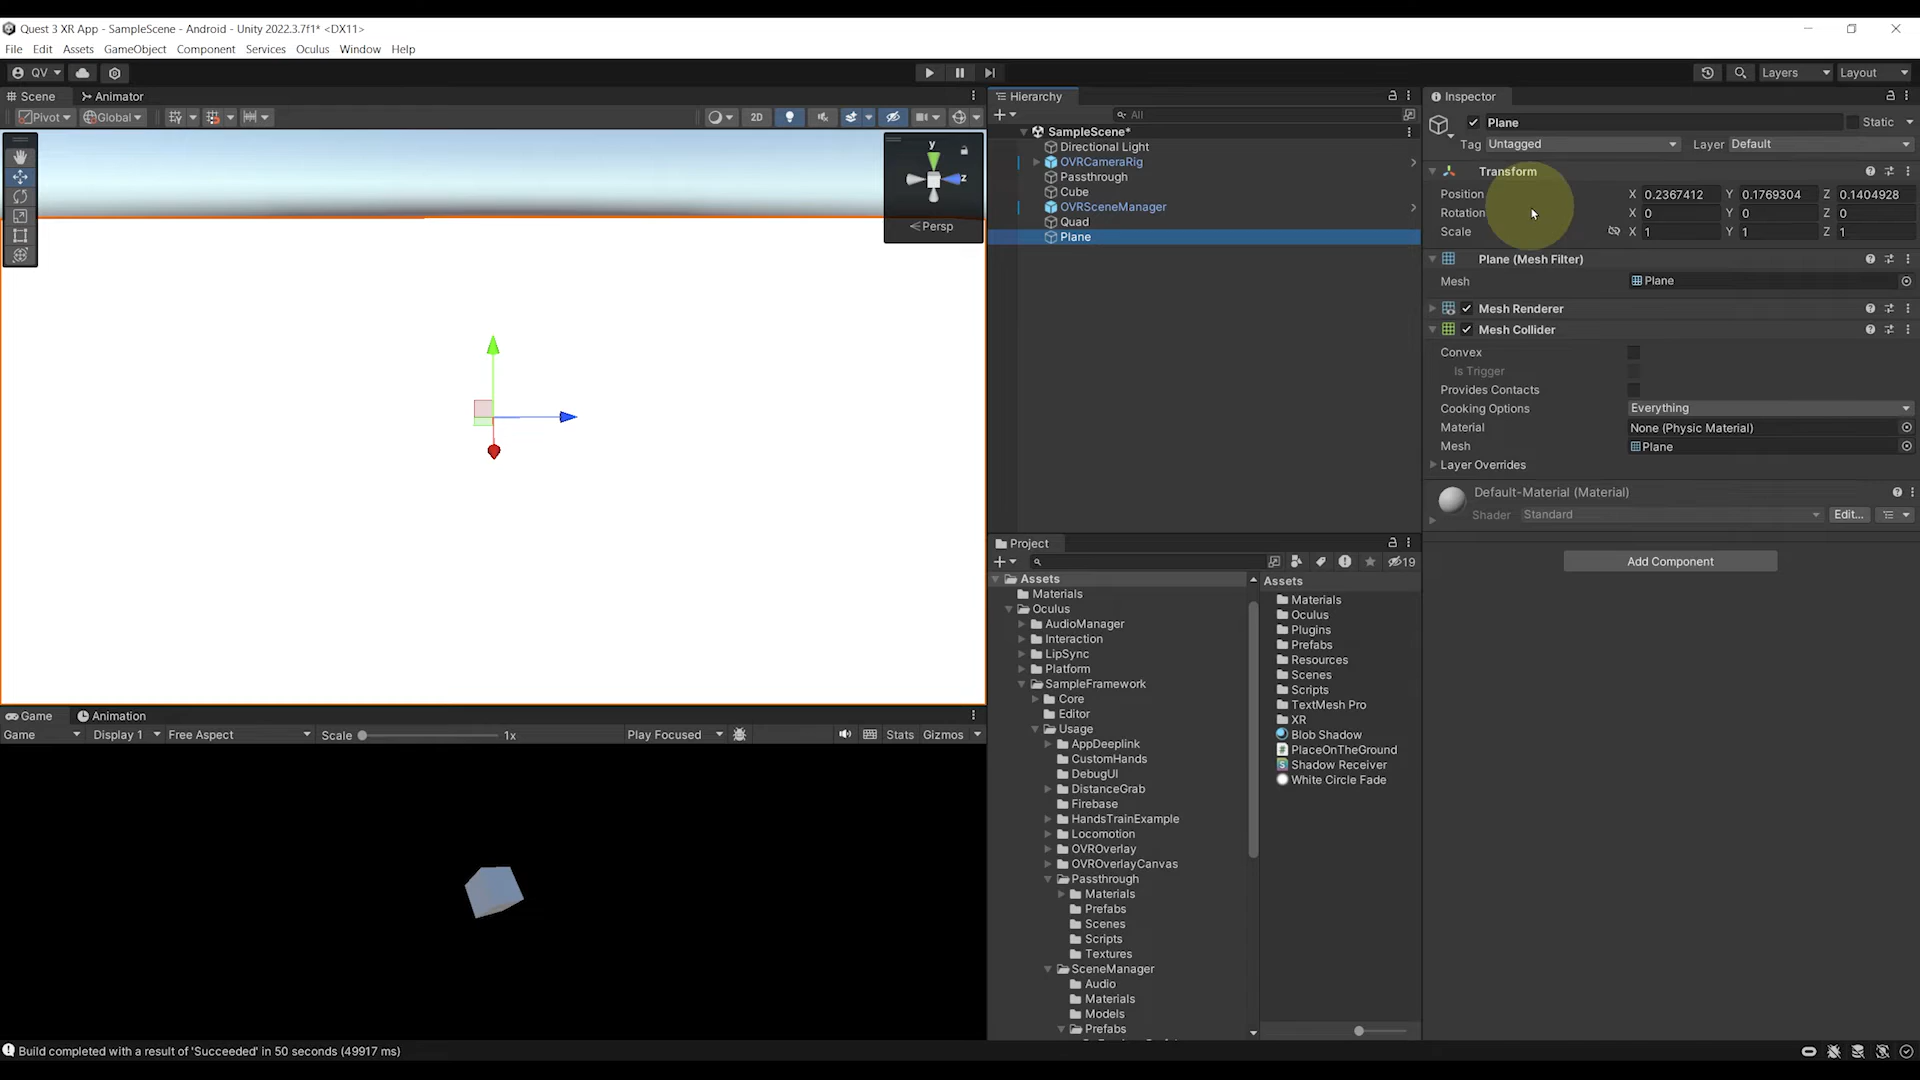 Quest 3 XR App - SampleScene - Android - Unity 2022.3.7f1* <DX11>
File Edit Assets GameObject Component Services Oculus Window Help
QV
Layers Layout
Scene Animator
Pivot Global 2D
y
z
Persp
Hierarchy
All
SampleScene*
Directional Light
OVRCameraRig
Passthrough
Cube
OVRSceneManager
Quad
Plane
Inspector
Plane Static
Tag Untagged Layer Default
Transform
Position X 0.2367412 Y 0.1769304 Z 0.1404928
Rotation X 0 Y 0 Z 0
Scale X 1 Y 1 Z 1
Plane (Mesh Filter)
Mesh Plane
Mesh Renderer
Mesh Collider
Convex
Is Trigger
Provides Contacts
Cooking Options Everything
Material None (Physic Material)
Mesh Plane
Layer Overrides
Default-Material (Material)
Shader Standard Edit...
Add Component
Game Animation
Game Display 1 Free Aspect Scale 1x Play Focused Stats Gizmos
Project
19
Assets
Materials
Oculus
AudioManager
Interaction
LipSync
Platform
SampleFramework
Core
Editor
Usage
AppDeeplink
CustomHands
DebugUI
DistanceGrab
Firebase
HandsTrainExample
Locomotion
OVROverlay
OVROverlayCanvas
Passthrough
Materials
Prefabs
Scenes
Scripts
Textures
SceneManager
Audio
Materials
Models
Prefabs
Assets
Materials
Oculus
Plugins
Prefabs
Resources
Scenes
Scripts
TextMesh Pro
XR
Blob Shadow
PlaceOnTheGround
Shadow Receiver
White Circle Fade
Build completed with a result of 'Succeeded' in 50 seconds (49917 ms)